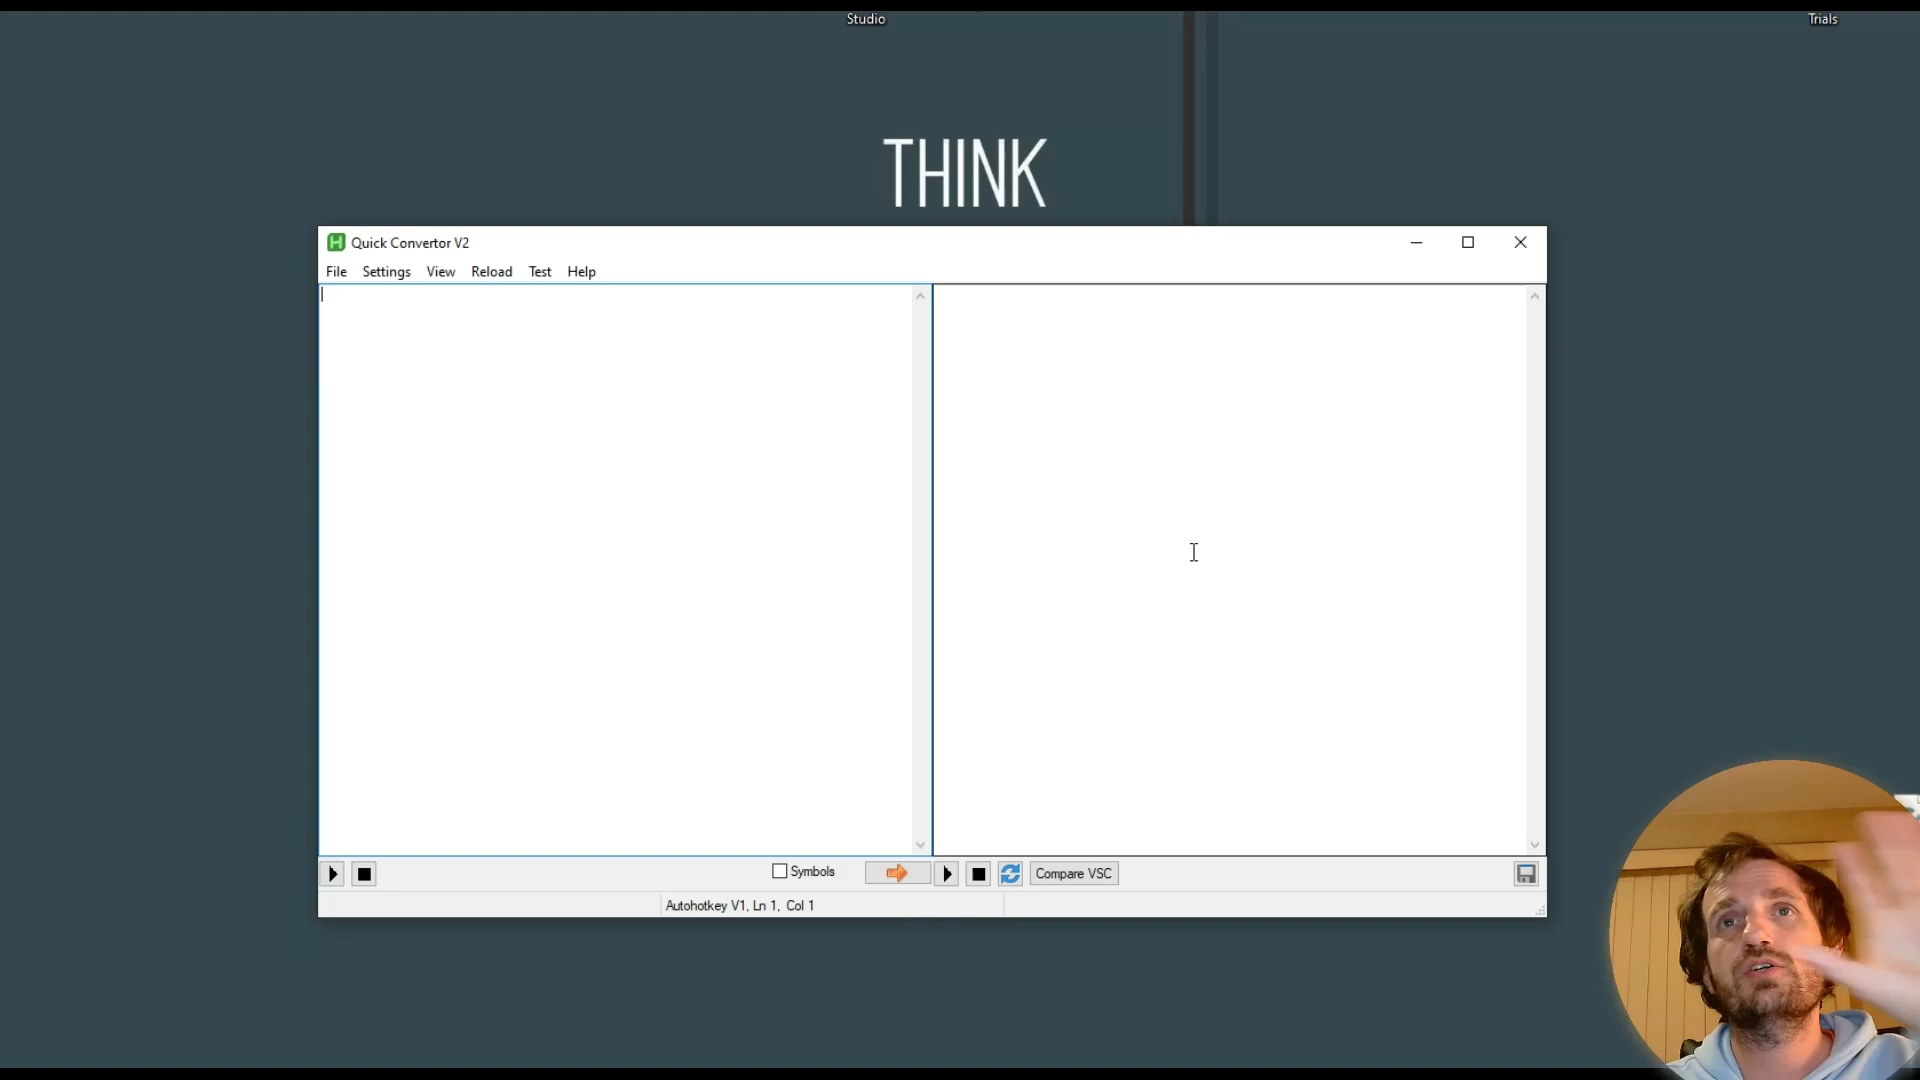 Studio
Trials
THINK
Quick Convertor V2
File Settings View Reload Test Help
Symbols
Compare VSC
Autohotkey V1, Ln 1, Col 1